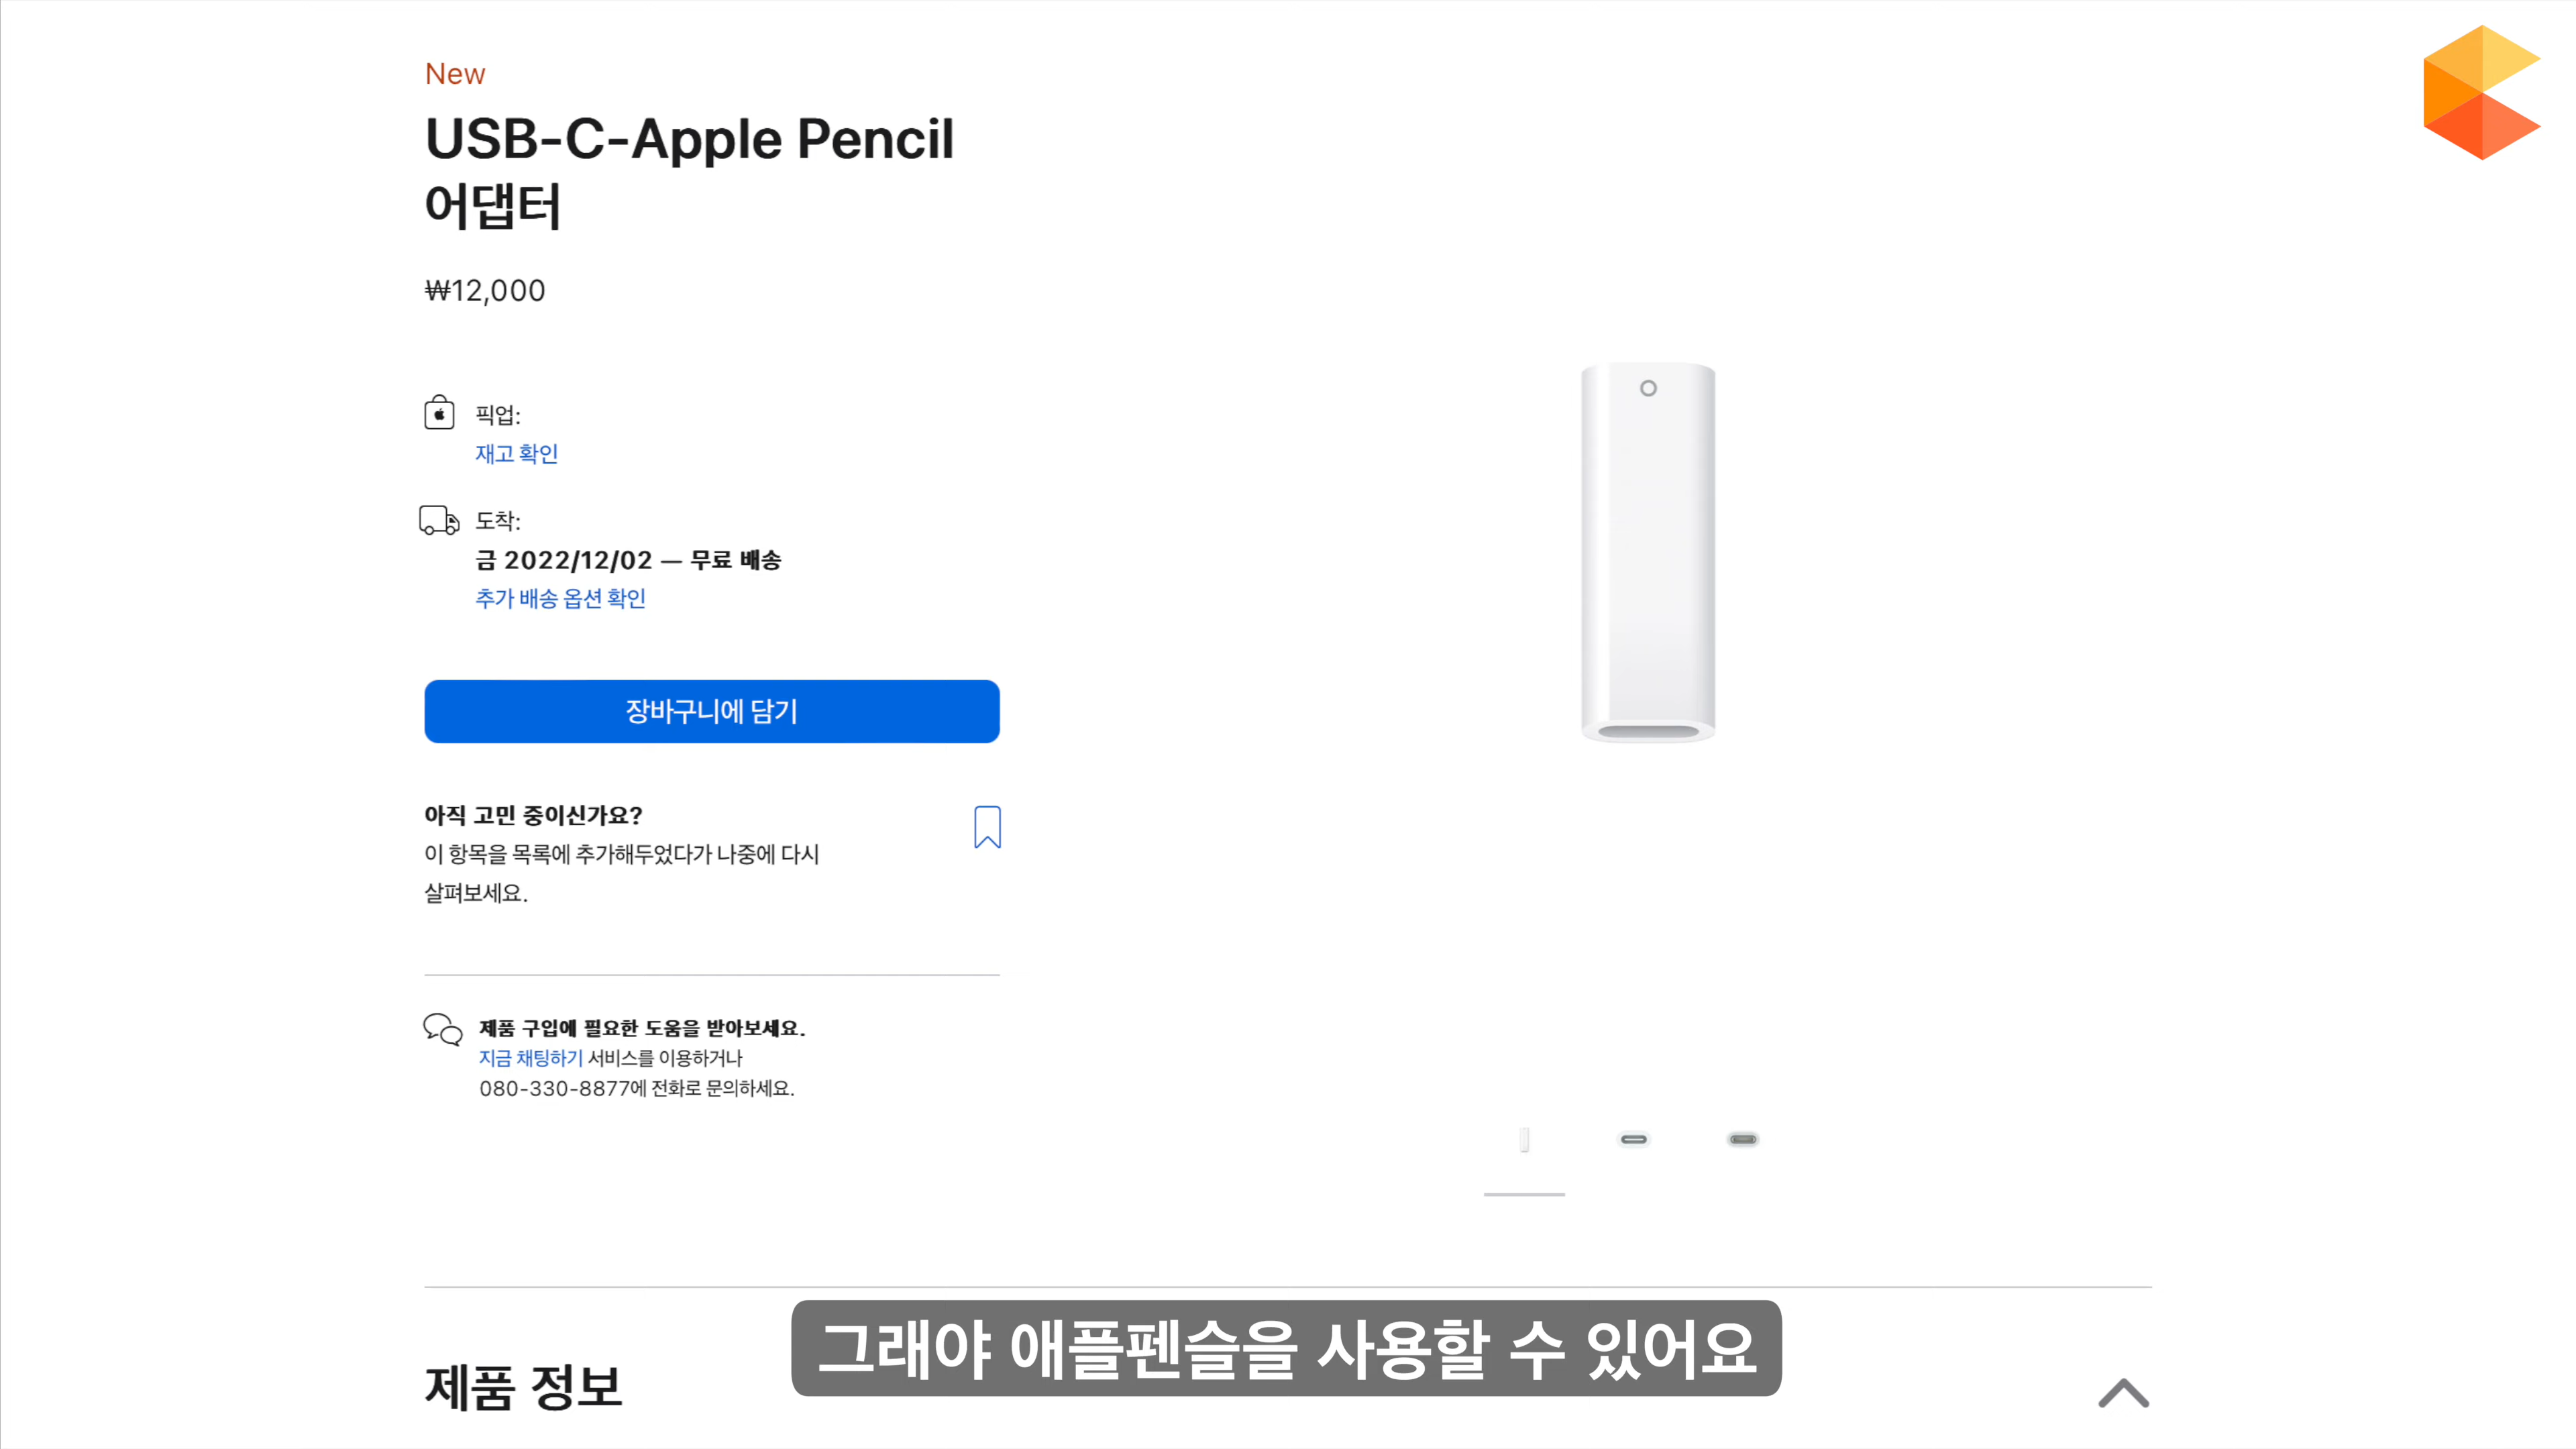 New
USB-C-Apple Pencil
어댑터
₩12,000
픽업:
재고 확인
도착:
금 2022/12/02 — 무료 배송
추가 배송 옵션 확인
장바구니에 담기
아직 고민 중이신가요?
이 항목을 목록에 추가해두었다가 나중에 다시
살펴보세요.
제품 구입에 필요한 도움을 받아보세요.
지금 채팅하기 서비스를 이용하거나
080-330-8877에 전화로 문의하세요.
그래야 애플펜슬을 사용할 수 있어요
제품 정보